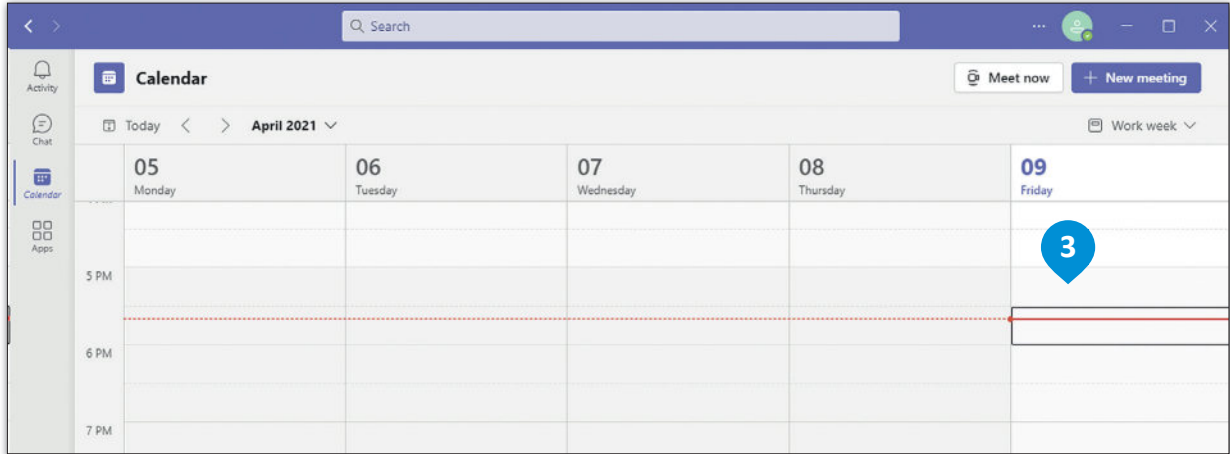 Search
Activity
Calendar
Meet now
New meeting
Chat
Today
April 2021
Work week
Calendar
05
06
07
08
09
Monday
Tuesday
Wednesday
Thursday
Friday
Apps
3
5 PM
6 PM
7 PM